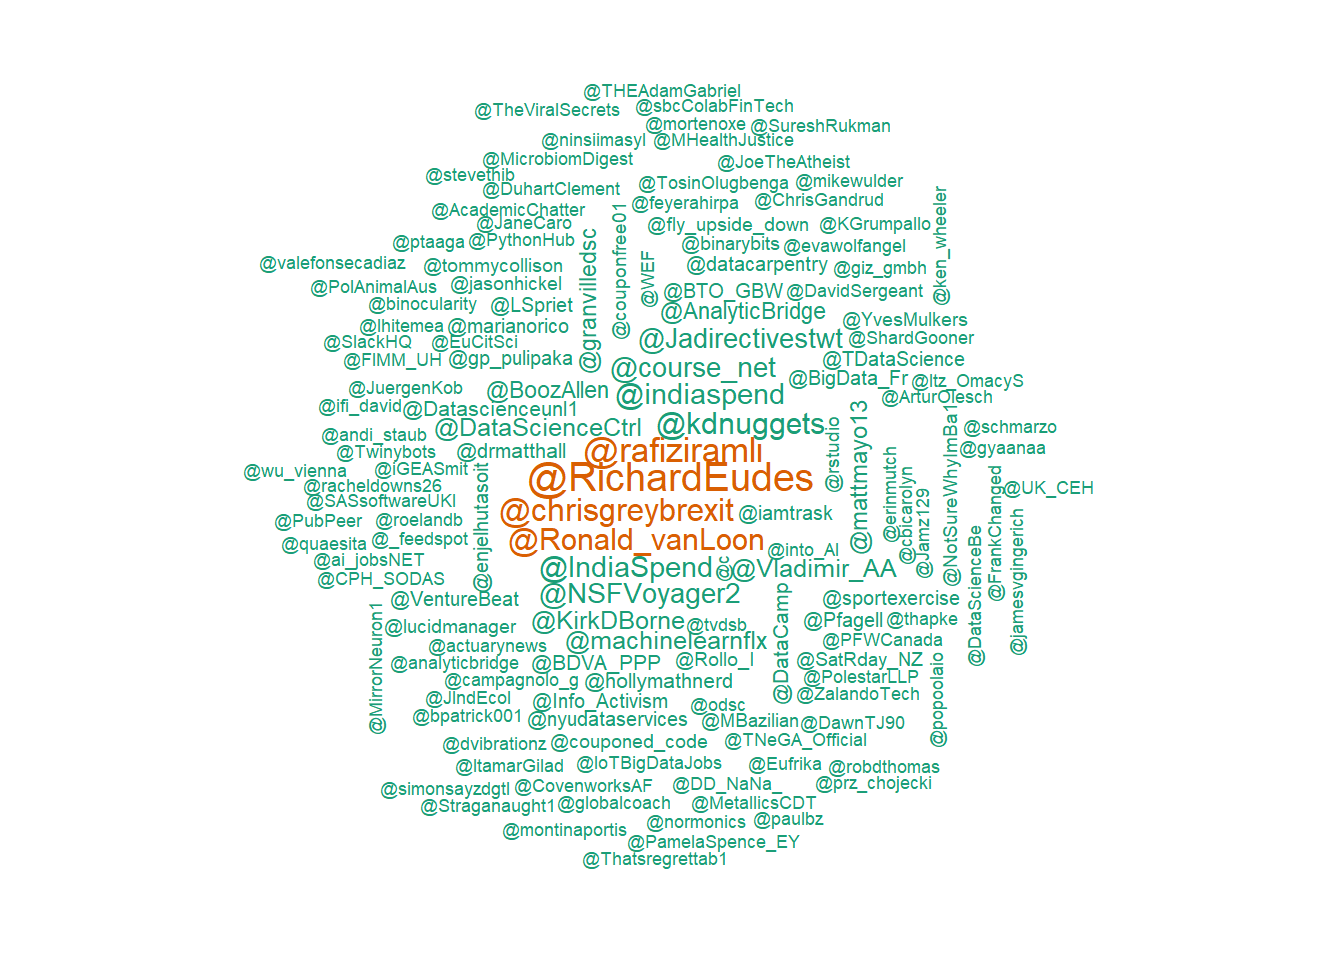 @THEAdamGabriel
@TheViralSecrets @sbcColabFinTech
@mortenoxe @SureshRukman
@ninsiimasyl @MHealthJustice
@MicrobiomDigest @JoeTheAtheist
@stevethib
@DuhartClement @TosinOlugbenga @mikewulder
@AcademicChatter @feyerahirpa @ChrisGandrud
@JaneCaro @fly_upside_down @KGrumpallo
@ptaaga @PythonHub @binarybits @evawolfangel
@valefonsecadiaz @tommycollison @datacarpentry @giz_gmbh
@granvilledsc
@couponfree01
@WEF
@ken_wheeler
@PolAnimalAus @jasonhickel @BTO_GBW @DavidSergeant
@binocularity @LSpriet @AnalyticBridge
@lhitemea @marianorico @YvesMulkers
@SlackHQ @EuCitSci @Jadirectivestwt @ShardGooner
@FIMM_UH @gp_pulipaka @course_net @TDataScience
@JuergenKob @BoozAllen @indiaspend @BigData_Fr @ltz_OmacyS
@ifi_david @Datascienceunl1 @ArturOlesch
@andi_staub @DataScienceCtrl @kdnuggets @schmarzo
@Twinybots @drmatthall @rafiziramli @gyaanaa
@rstudio
@mattmayo13
@erinmutch
@cbicarolyn
@Jamz129
@NotSureWhyImBa1
@DataScienceBe
@FrankChanged
@jamesvgingerich
@wu_vienna @iGEASmit @RichardEudes
@racheldowns26 @UK_CEH
@SASsoftwareUKI
@enjelhutasoit
@PubPeer @roelandb @chrisgreybrexit @iamtrask
@quaesita @_feedspot @Ronald_vanLoon @into_AI
@ai_jobsNET
@CPH_SODAS @IndiaSpend @c @Vladimir_AA
@VentureBeat @NSFVoyager2 @sportexercise
@MirrorNeuron1
@DataCamp
@popoolaio
@lucidmanager @KirkDBorne @tvdsb @Pfagell @thapke
@actuarynews @machinelearnflx @PFWCanada
@analyticbridge @BDVA_PPP @Rollo_I @SatRday_NZ
@campagnolo_g @hollymathnerd @PolestarLLP
@JIndEcol @Info_Activism @odsc @ZalandoTech
@bpatrick001 @nyudataservices @MBazilian @DawnTJ90
@dvibrationz @couponed_code @TNeGA_Official
@ItamarGilad @IoTBigDataJobs @Eufrika @robdthomas
@simonsayzdgtl @CovenworksAF @DD_NaNa_ @prz_chojecki
@Straganaught1 @globalcoach @MetallicsCDT
@montinaportis @normonics @paulbz
@PamelaSpence_EY
@Thatsregrettab1